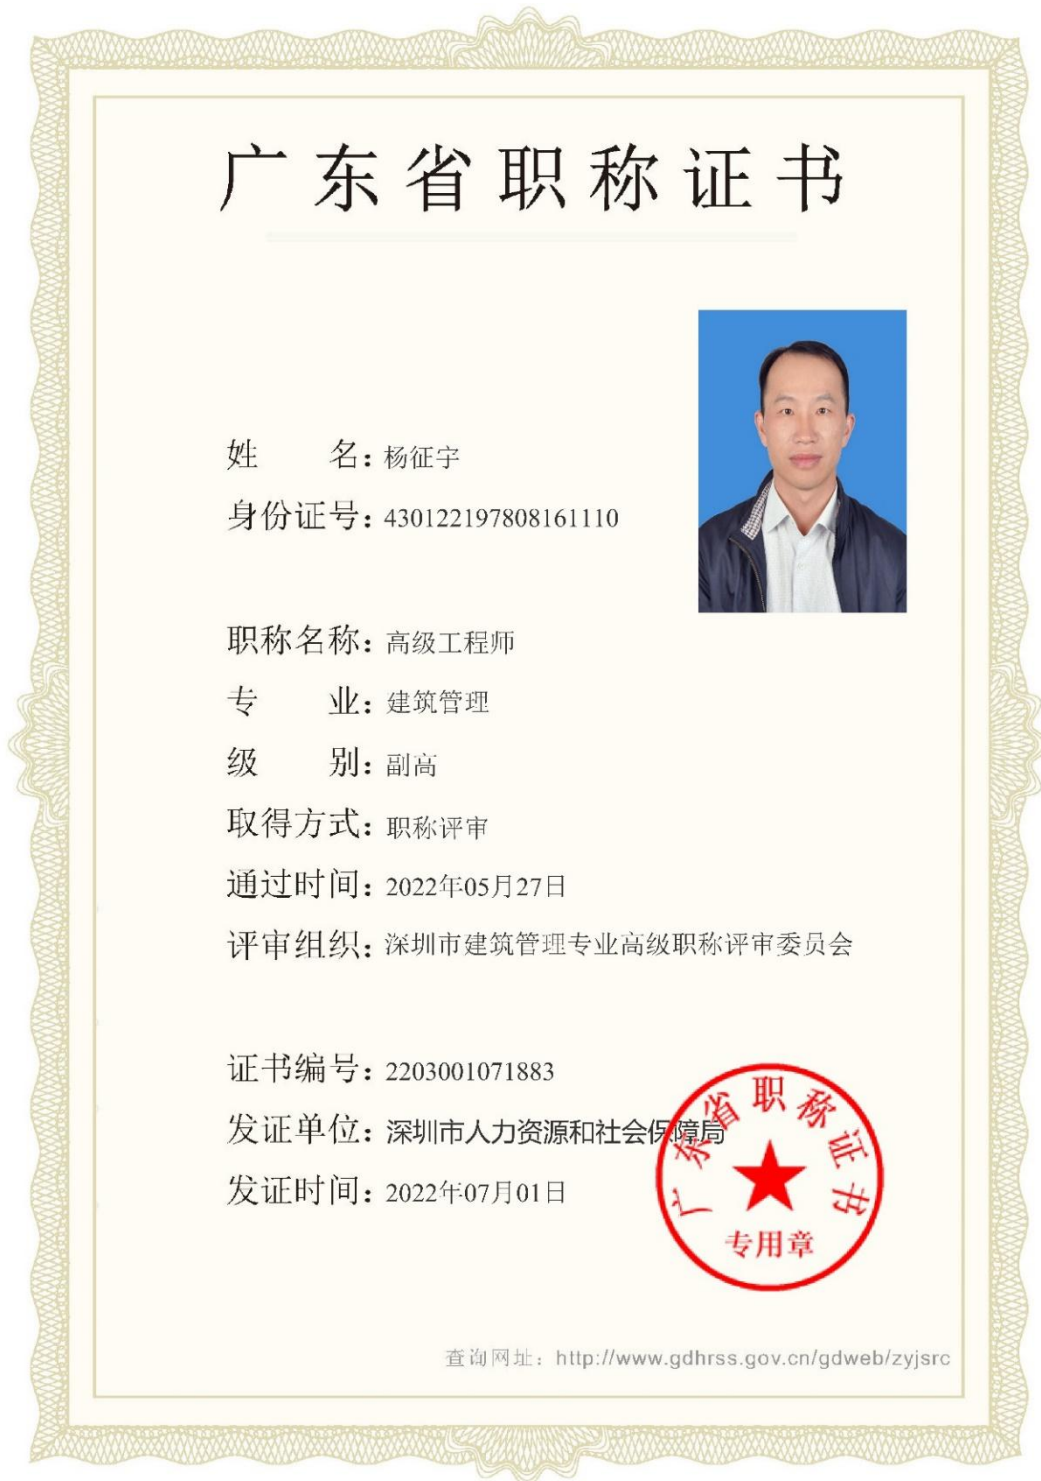 广东省职称证书
姓 名：杨征宇
身份证号：430122197808161110
职称名称：高级工程师
专 业：建筑管理
级 别：副高
取得方式：职称评审
通过时间：2022年05月27日
评审组织：深圳市建筑管理专业高级职称评审委员会
证书编号：2203001071883
发证单位：深圳市人力资源和社会保障局
发证时间：2022年07月01日
广东省职称证书
专用章
查询网址：http://www.gdhrss.gov.cn/gdweb/zyjsrc